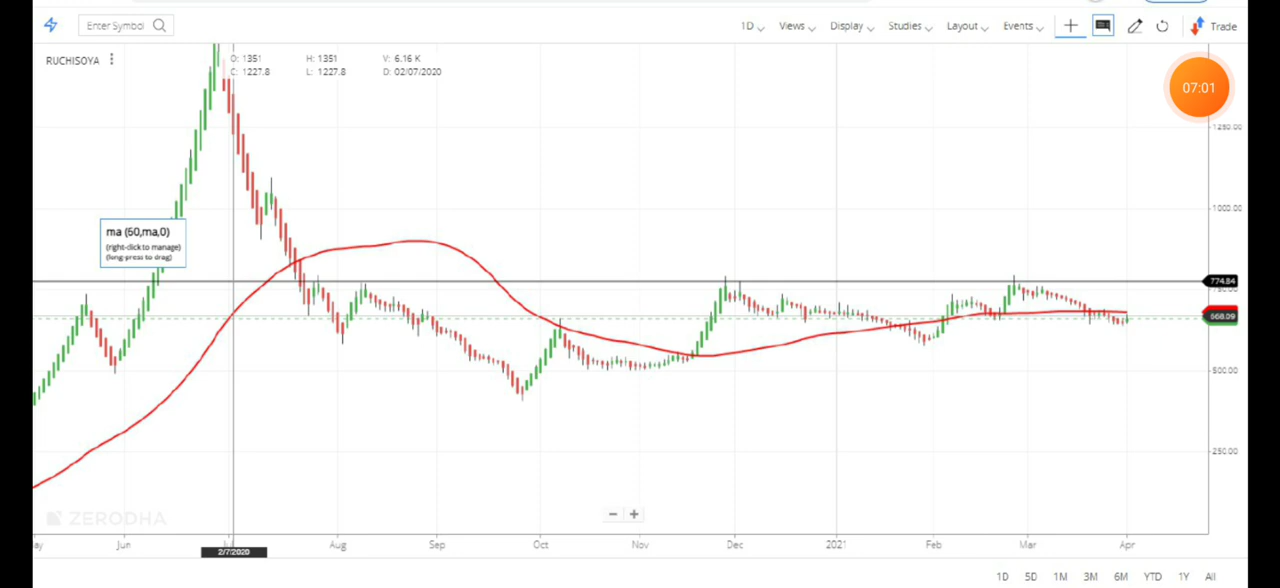 Enter Symbol
1D Views Display Studies Layout Events Trade
RUCHISOYA
O: 1351 H: 1351 V: 6.16 K
C: 1227.8 L: 1227.8 D: 02/07/2020
07:01
1250.00
1000.00
ma (60,ma,0)
(right-click to manage)
(long-press to drag)
774.84
668.09
500.00
250.00
ZERODHA
Jun
Aug Sep Oct Nov Dec 2021 Feb Mar Apr
2/7/2020
1D 5D 1M 3M 6M YTD 1Y All